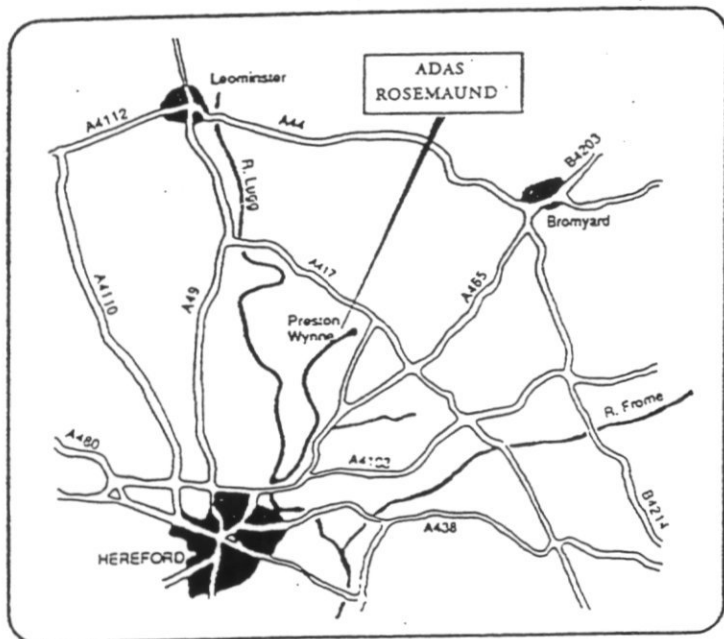 ADAS
ROSEMAUND
Leominster
A4112
A44
B4203
R. Lugg
Bromyard
A417
A465
A4110
A49
Preston
Wynne
R. Frome
A480
A4103
A438
B4214
HEREFORD